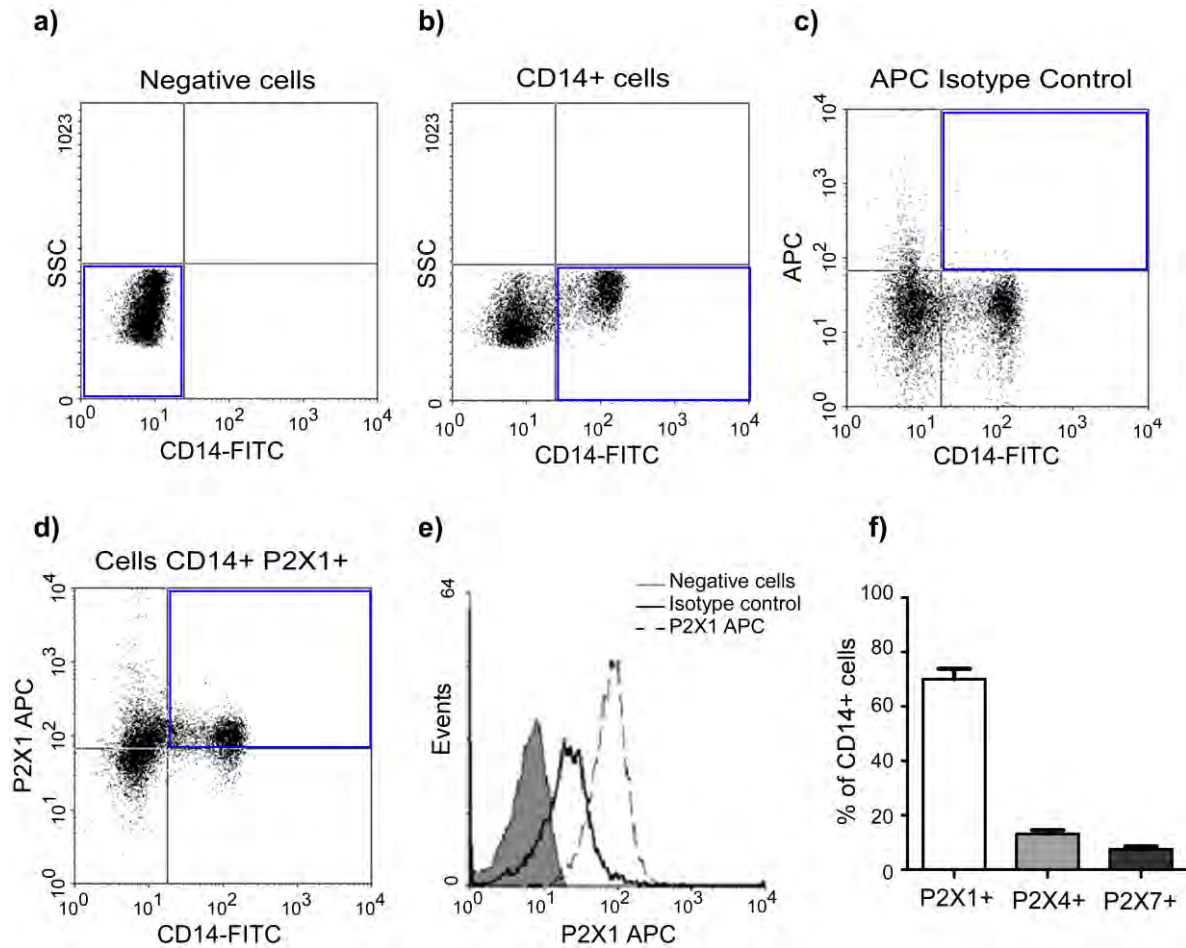 a)
Negative cells
1023
SSC
0
10^0 10^1 10^2 10^3 10^4
CD14-FITC
b)
CD14+ cells
1023
SSC
0
10^0 10^1 10^2 10^3 10^4
CD14-FITC
c)
APC Isotype Control
10^4
10^3
10^2
10^1
10^0
APC
10^0 10^1 10^2 10^3 10^4
CD14-FITC
d)
Cells CD14+ P2X1+
10^4
10^3
10^2
10^1
10^0
P2X1 APC
10^0 10^1 10^2 10^3 10^4
CD14-FITC
e)
Negative cells
Isotype control
P2X1 APC
64
Events
0
10^0 10^1 10^2 10^3 10^4
P2X1 APC
f)
100
80
60
40
20
0
% of CD14+ cells
P2X1+ P2X4+ P2X7+